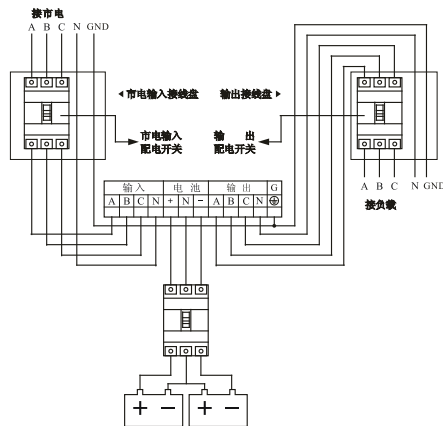 接市电
A B C N GND
市电输入接线盘 输出接线盘
市电输入
配电开关
输 出
配电开关
A B C N GND
接负载
输入 电池 输出 G
A B C N + N − A B C N
+ − + −